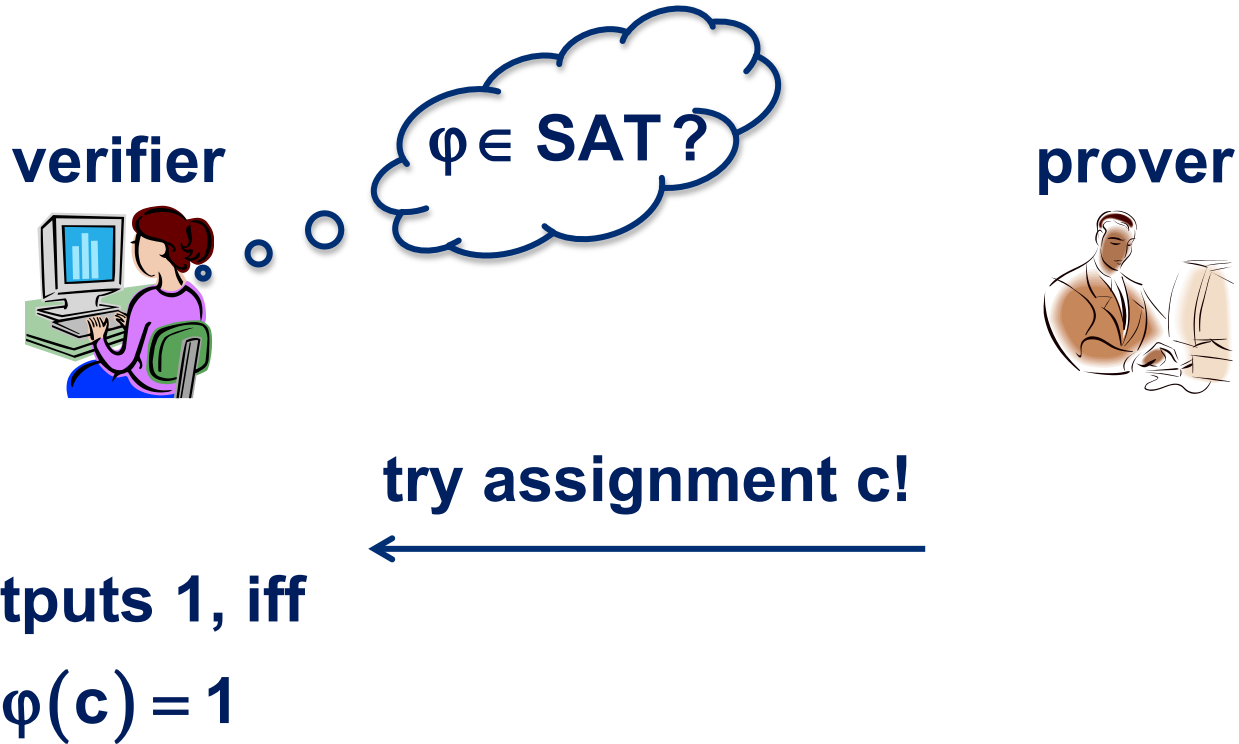 φ ∈ SAT ?
verifier
prover
try assignment c!
tputs 1, iff
φ(c) = 1